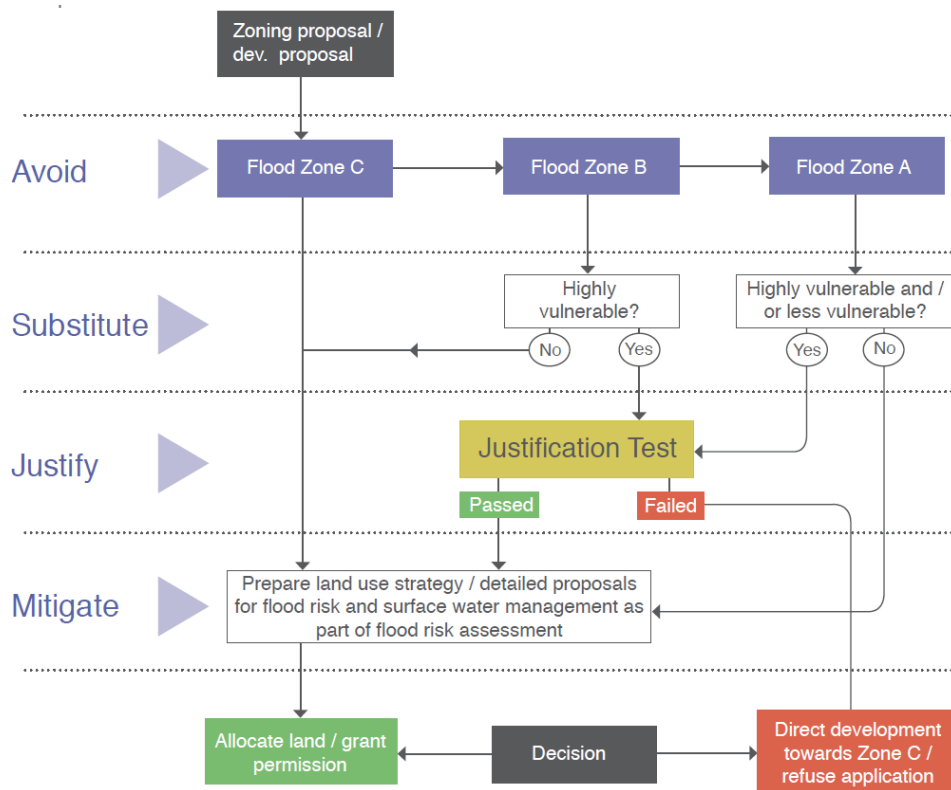 Zoning proposal /
dev. proposal
Avoid
Flood Zone C
Flood Zone B
Flood Zone A
Substitute
Highly
vulnerable?
No
Yes
Highly vulnerable and /
or less vulnerable?
Yes
No
Justify
Justification Test
Passed
Failed
Mitigate
Prepare land use strategy / detailed proposals
for flood risk and surface water management as
part of flood risk assessment
Allocate land / grant
permission
Decision
Direct development
towards Zone C /
refuse application